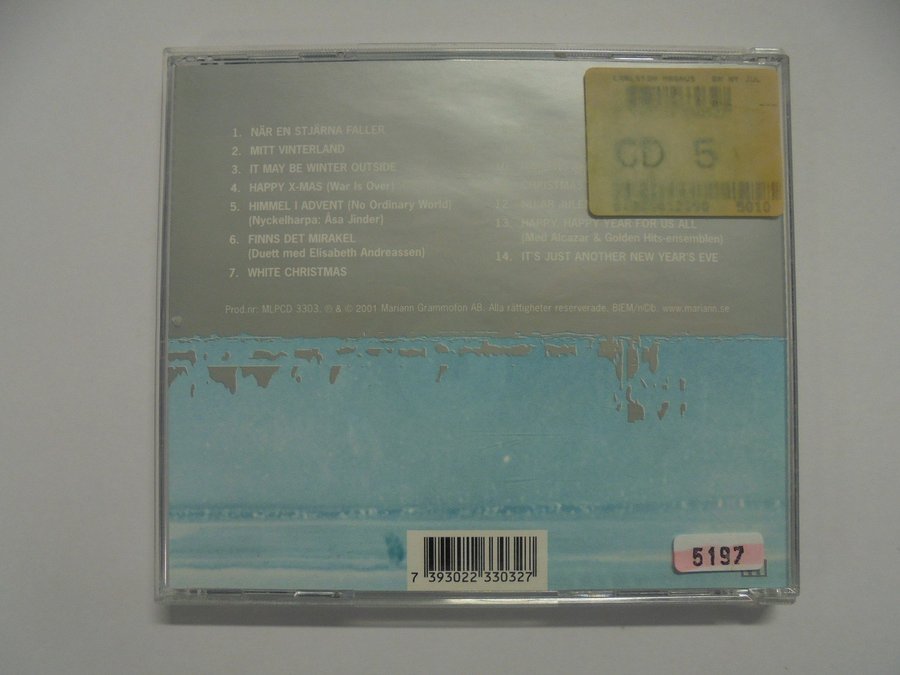 1. NÄR EN STJÄRNA FALLER
2. MITT VINTERLAND
3. IT MAY BE WINTER OUTSIDE
4. HAPPY X-MAS (War Is Over)
5. HIMMEL I ADVENT (No Ordinary World)
(Nyckelharpa: Åsa Jinder)
6. FINNS DET MIRAKEL
(Duett med Elisabeth Andreassen)
7. WHITE CHRISTMAS
CHRISTMAS
12.
13. HAPPY, HAPPY YEAR FOR US ALL
(Med Alcazar & Golden Hits-ensemblen)
14. IT'S JUST ANOTHER NEW YEAR'S EVE
Prod.nr: MLPCD 3303. ℗ & © 2001 Mariann Grammofon AB. Alla rättigheter reserverade. BIEM/n©b. www.mariann.se
CD 5
5010
7 393022 330327
5197